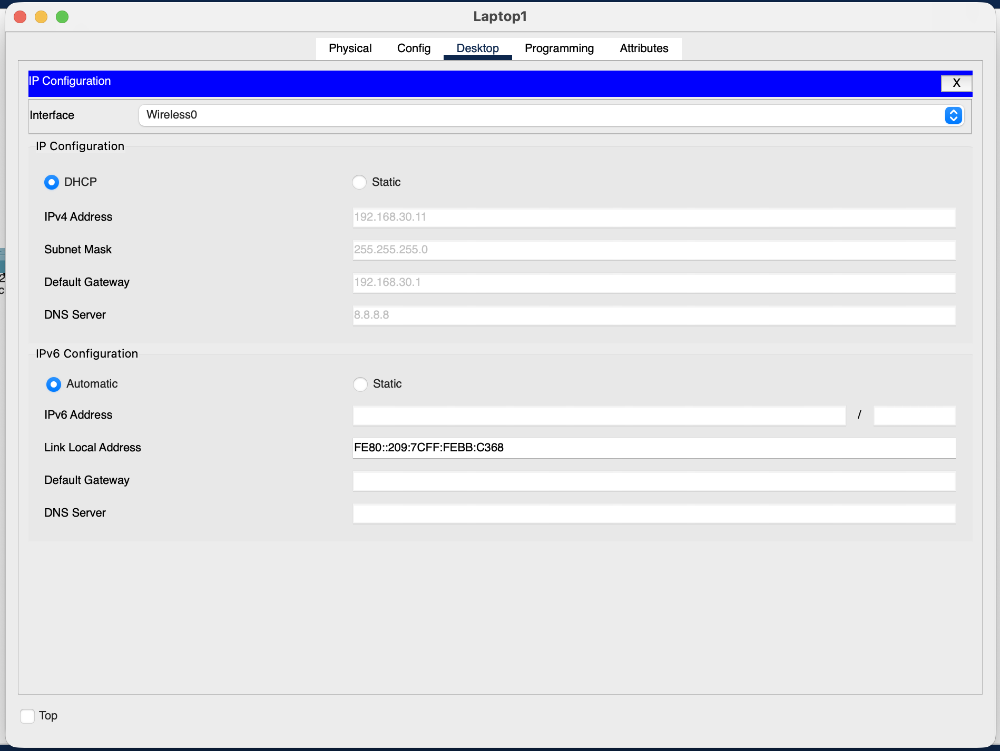 Laptop1
Physical Config Desktop Programming Attributes
IP Configuration X
Interface Wireless0
IP Configuration
DHCP Static
IPv4 Address 192.168.30.11
Subnet Mask 255.255.255.0
Default Gateway 192.168.30.1
DNS Server 8.8.8.8
IPv6 Configuration
Automatic Static
IPv6 Address /
Link Local Address FE80::209:7CFF:FEBB:C368
Default Gateway
DNS Server
Top